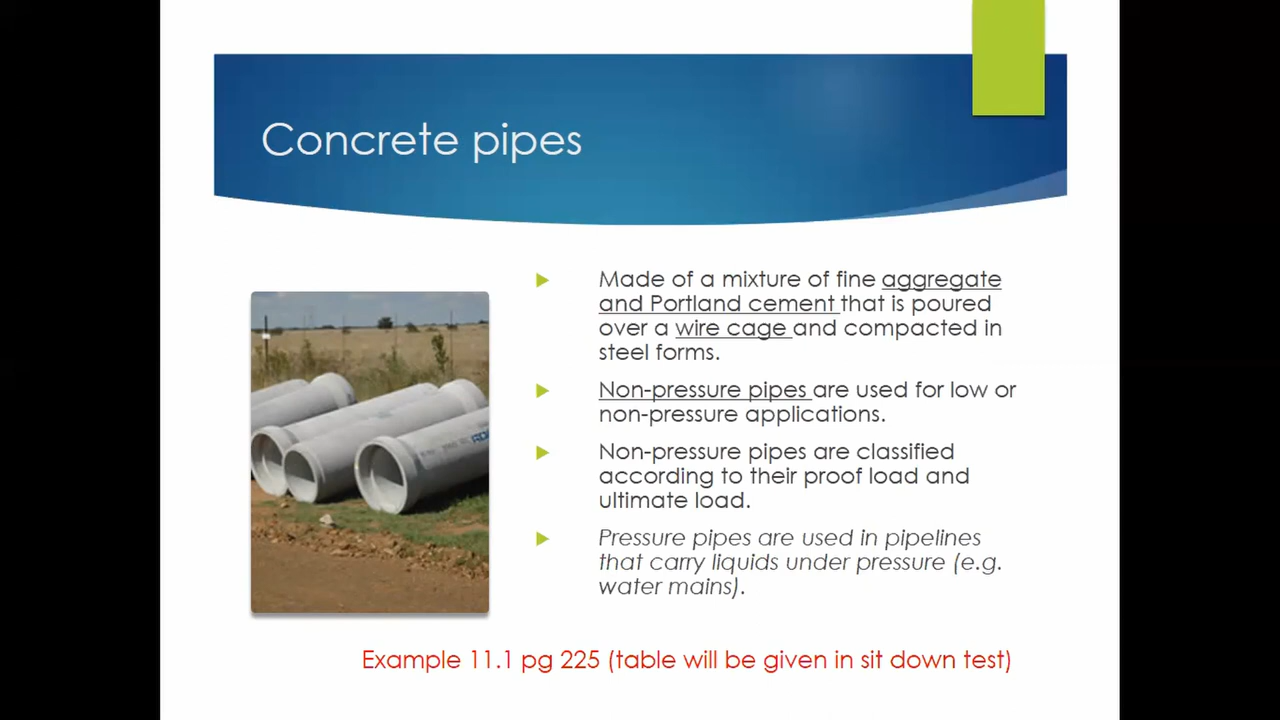 Concrete pipes
Made of a mixture of fine aggregate
and Portland cement that is poured
over a wire cage and compacted in
steel forms.
Non-pressure pipes are used for low or
non-pressure applications.
Non-pressure pipes are classified
according to their proof load and
ultimate load.
Pressure pipes are used in pipelines
that carry liquids under pressure (e.g.
water mains).
Example 11.1 pg 225 (table will be given in sit down test)